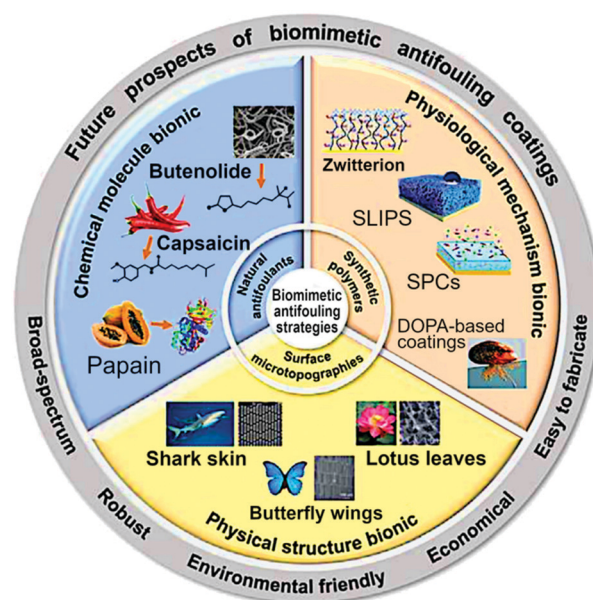 Future prospects of biomimetic antifouling coatings
Chemical molecule bionic
Butenolide
Capsaicin
Papain
Physiological mechanism bionic
Zwitterion
SLIPS
SPCs
DOPA-based
coatings
Natural
antifoulants
Synthetic
polymers
Biomimetic
antifouling
strategies
Surface
microtopographies
Shark skin
Lotus leaves
Butterfly wings
Physical structure bionic
Broad-spectrum
Robust
Environmental friendly
Economical
Easy to fabricate